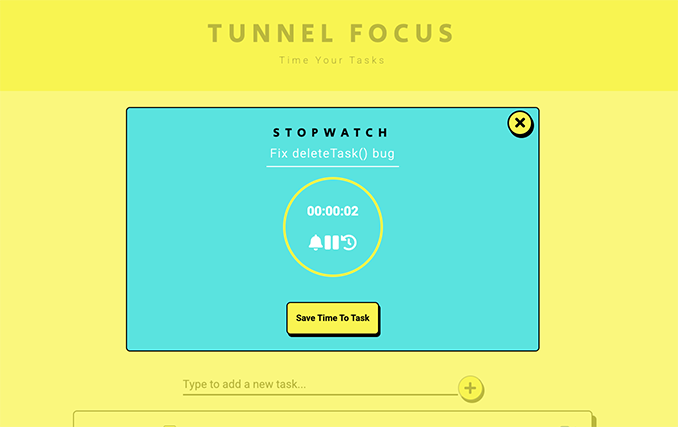 TUNNEL FOCUS
Time Your Tasks
STOPWATCH
Fix deleteTask() bug
00:00:02
Save Time To Task
Type to add a new task...